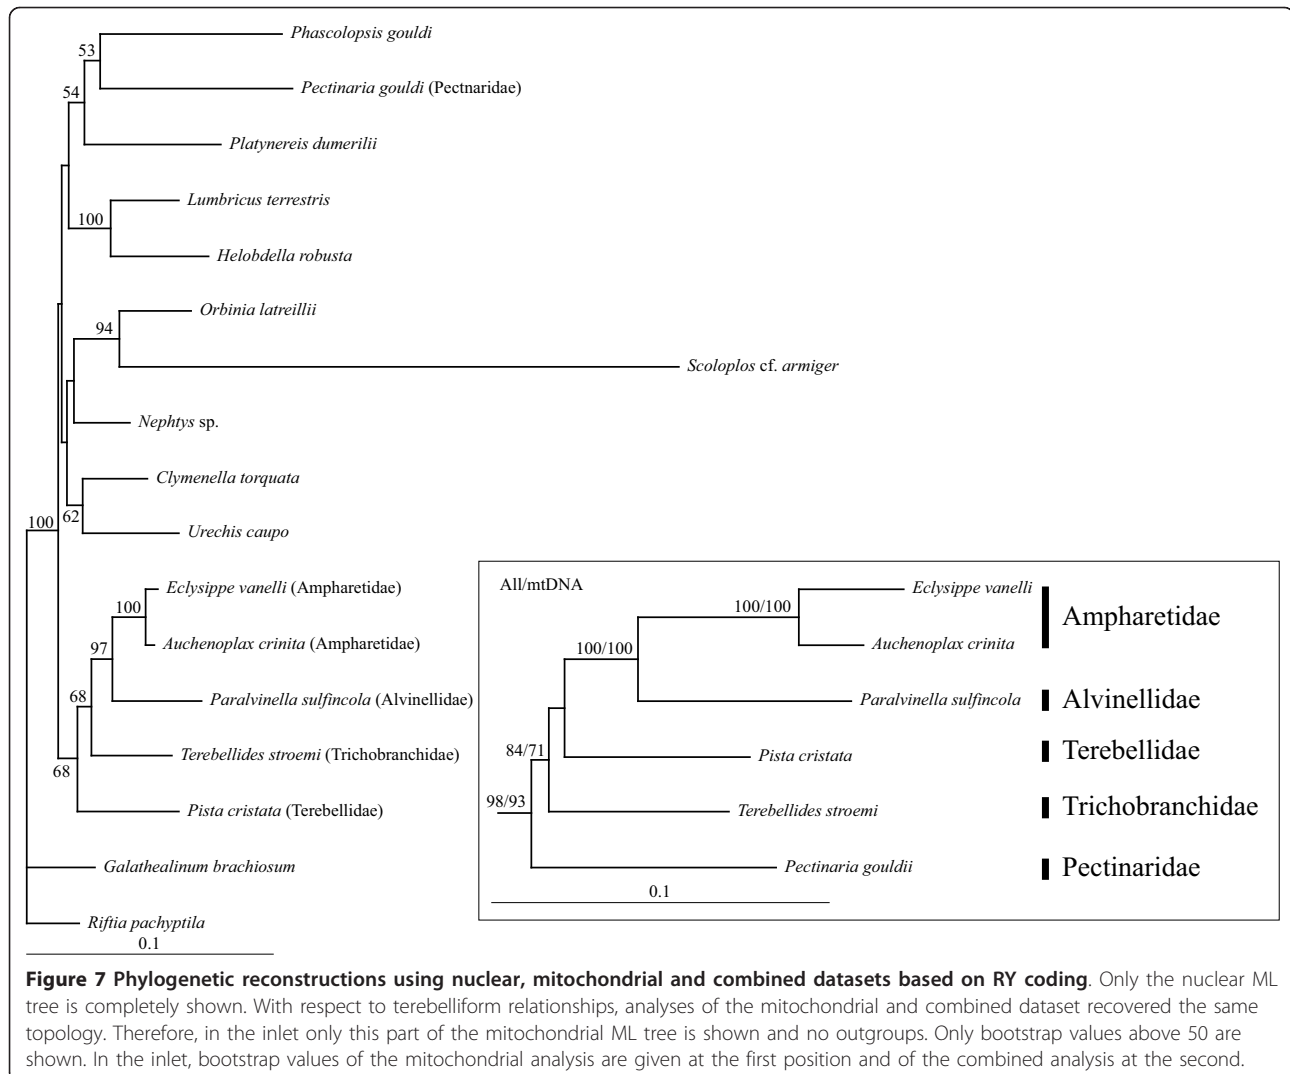 53
Phascolopsis gouldi
Pectinaria gouldi (Pectnaridae)
54
Platynereis dumerilii
Lumbricus terrestris
100
Helobdella robusta
Orbinia latreillii
94
Scoloplos cf. armiger
Nephtys sp.
Clymenella torquata
62
Urechis caupo
100
Eclysippe vanelli (Ampharetidae)
100
Auchenoplax crinita (Ampharetidae)
97
Paralvinella sulfincola (Alvinellidae)
68
Terebellides stroemi (Trichobranchidae)
68
Pista cristata (Terebellidae)
Galathealinum brachiosum
Riftia pachyptila
0.1
All/mtDNA
Eclysippe vanelli
100/100
Ampharetidae
Auchenoplax crinita
100/100
Paralvinella sulfincola
Alvinellidae
84/71
Pista cristata
Terebellidae
98/93
Terebellides stroemi
Trichobranchidae
Pectinaria gouldii
Pectinaridae
0.1
Figure 7 Phylogenetic reconstructions using nuclear, mitochondrial and combined datasets based on RY coding. Only the nuclear ML
tree is completely shown. With respect to terebelliform relationships, analyses of the mitochondrial and combined dataset recovered the same
topology. Therefore, in the inlet only this part of the mitochondrial ML tree is shown and no outgroups. Only bootstrap values above 50 are
shown. In the inlet, bootstrap values of the mitochondrial analysis are given at the first position and of the combined analysis at the second.